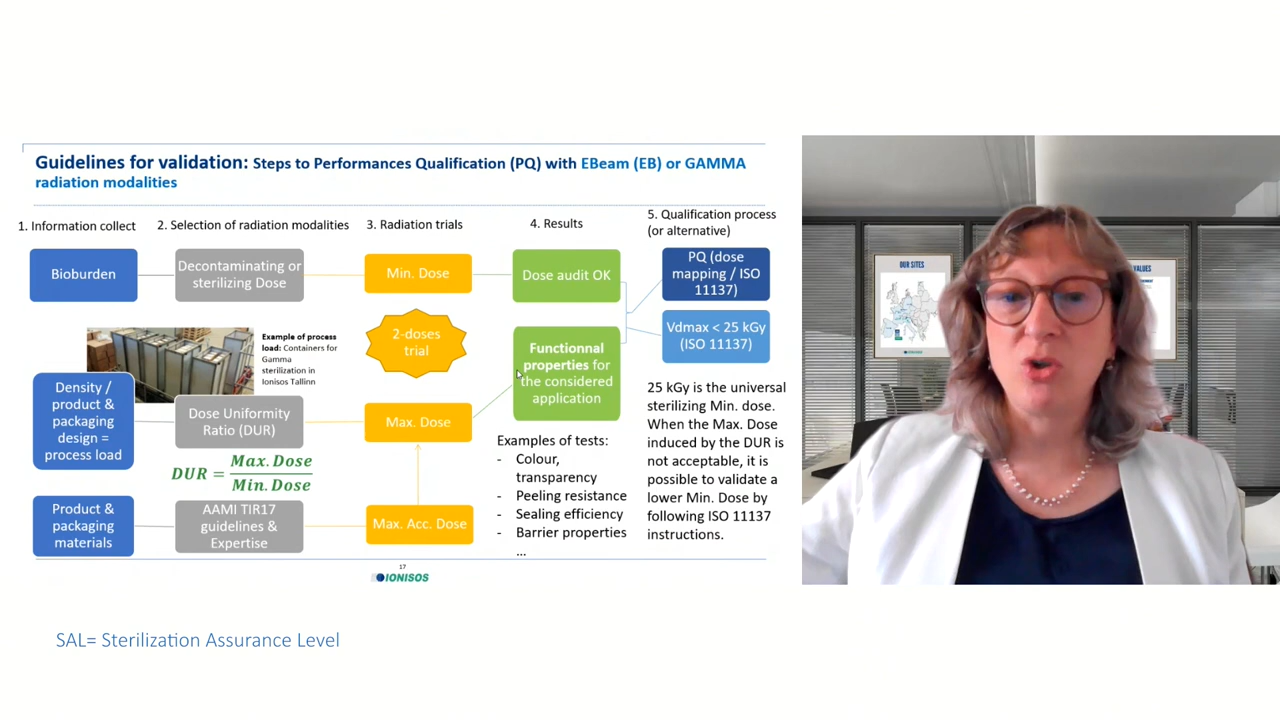 Guidelines for validation: Steps to Performances Qualification (PQ) with EBeam (EB) or GAMMA
radiation modalities
1. Information collect
2. Selection of radiation modalities
3. Radiation trials
4. Results
5. Qualification process
(or alternative)
Bioburden
Decontaminating or
sterilizing Dose
Min. Dose
Dose audit OK
PQ (dose
mapping / ISO
11137)
Example of process
load: Containers for
Gamma
sterilization in
Ionisos Tallinn
2-doses
trial
Functionnal
properties for
the considered
application
Vdmax < 25 kGy
(ISO 11137)
Density /
product &
packaging
design =
process load
Dose Uniformity
Ratio (DUR)
DUR = Max. Dose
Min. Dose
Max. Dose
Product &
packaging
materials
AAMI TIR17
guidelines &
Expertise
Max. Acc. Dose
Examples of tests:
- Colour,
transparency
- Peeling resistance
- Sealing efficiency
- Barrier properties
...
25 kGy is the universal
sterilizing Min. dose.
When the Max. Dose
induced by the DUR is
not acceptable, it is
possible to validate a
lower Min. Dose by
following ISO 11137
instructions.
17
IONISOS
OUR SITES
VALUES
SAL= Sterilization Assurance Level